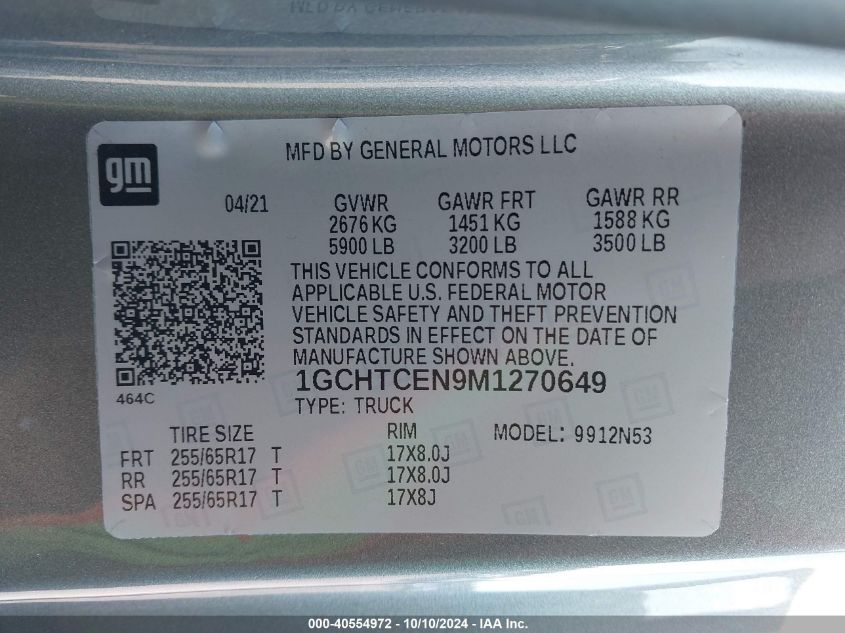 gm
MFD BY GENERAL MOTORS LLC
04/21
GVWR GAWR FRT GAWR RR
2676 KG 1451 KG 1588 KG
5900 LB 3200 LB 3500 LB
THIS VEHICLE CONFORMS TO ALL
APPLICABLE U.S. FEDERAL MOTOR
VEHICLE SAFETY AND THEFT PREVENTION
STANDARDS IN EFFECT ON THE DATE OF
MANUFACTURE SHOWN ABOVE.
1GCHTCEN9M1270649
464C
TYPE: TRUCK
TIRE SIZE RIM MODEL: 9912N53
FRT 255/65R17 T 17X8.0J
RR 255/65R17 T 17X8.0J
SPA 255/65R17 T 17X8J
000-40554972 - 10/10/2024 - IAA Inc.